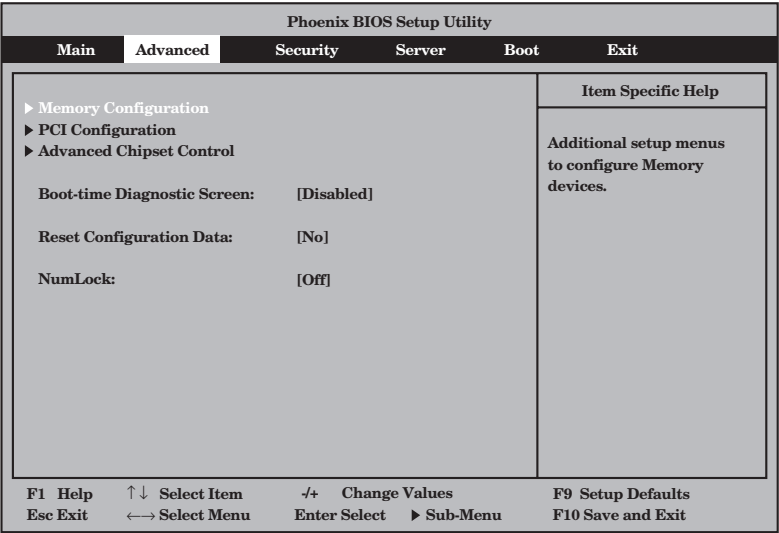 Phoenix BIOS Setup Utility
Main Advanced Security Server Boot Exit
Memory Configuration
PCI Configuration
Advanced Chipset Control
Boot-time Diagnostic Screen: [Disabled]
Reset Configuration Data: [No]
NumLock: [Off]
Item Specific Help
Additional setup menus
to configure Memory
devices.
F1 Help ↑↓ Select Item -/+ Change Values F9 Setup Defaults
Esc Exit ←→ Select Menu Enter Select ▶ Sub-Menu F10 Save and Exit